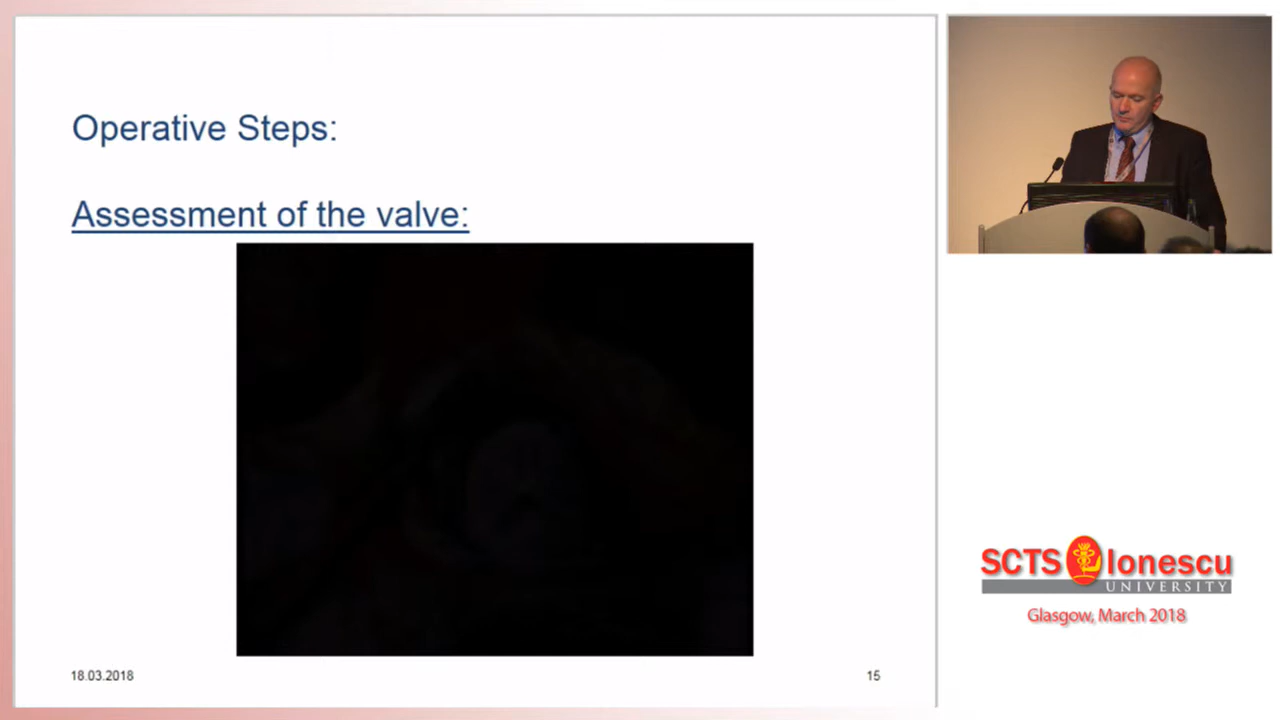 Operative Steps:
Assessment of the valve:
18.03.2018
15
SCTS Ionescu
UNIVERSITY
Glasgow, March 2018